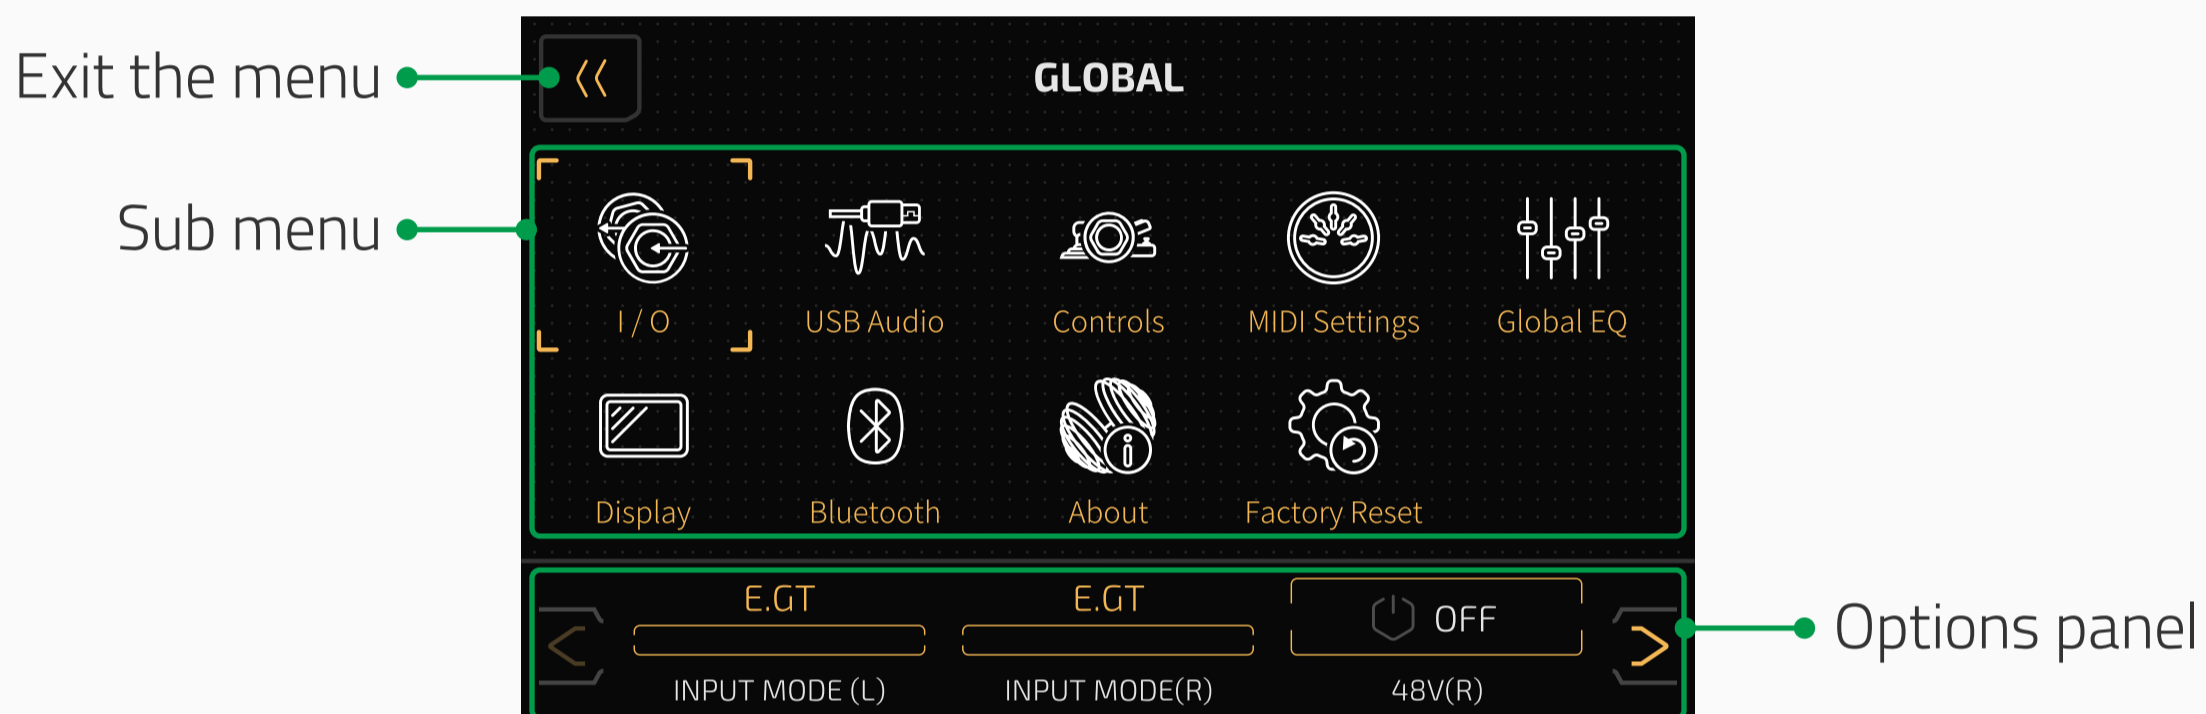 Exit the menu
GLOBAL
Sub menu
I / O
USB Audio
Controls
MIDI Settings
Global EQ
Display
Bluetooth
About
Factory Reset
E.GT
E.GT
OFF
Options panel
INPUT MODE (L)
INPUT MODE(R)
48V(R)